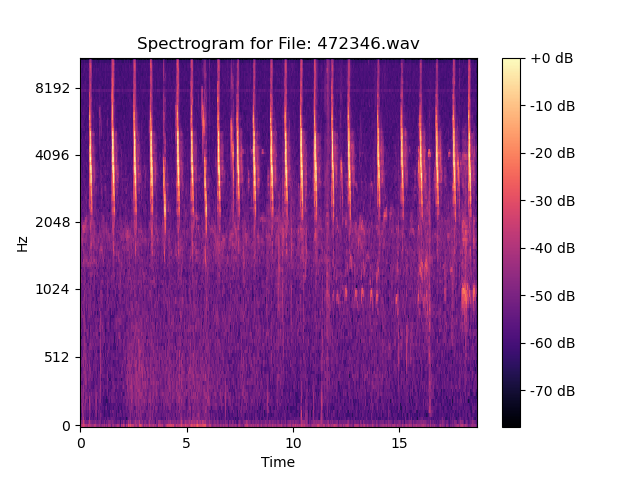 Spectrogram for File: 472346.wav
8192
4096
2048
1024
512
0
Hz
0
5
10
15
Time
+0 dB
-10 dB
-20 dB
-30 dB
-40 dB
-50 dB
-60 dB
-70 dB